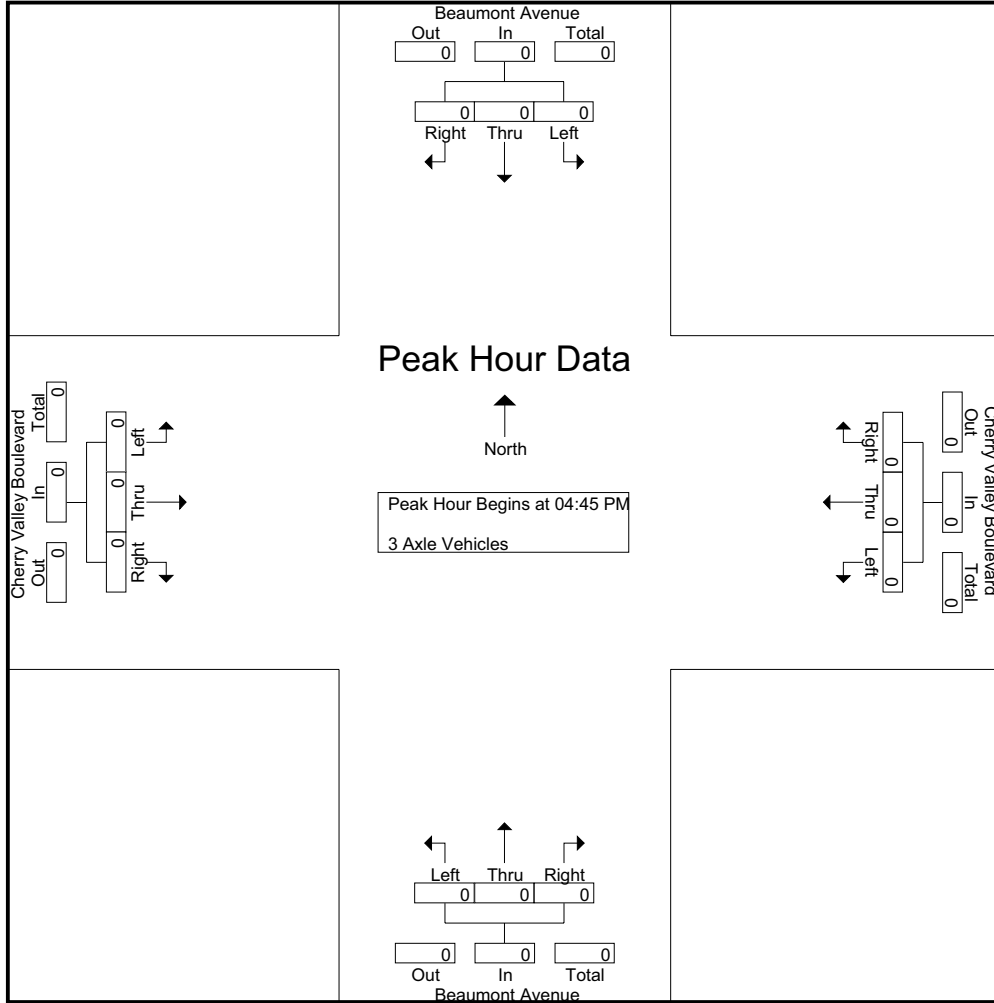 Beaumont Avenue
Out In Total
0 0 0
0 0 0
Right Thru Left
Peak Hour Data
North
Peak Hour Begins at 04:45 PM
3 Axle Vehicles
Cherry Valley Boulevard
Total In Out
0 0 0
0 0 0
Left Thru Right
Cherry Valley Boulevard
Out In Total
0 0 0
0 0 0
Right Thru Left
Left Thru Right
0 0 0
0 0 0
Out In Total
Beaumont Avenue